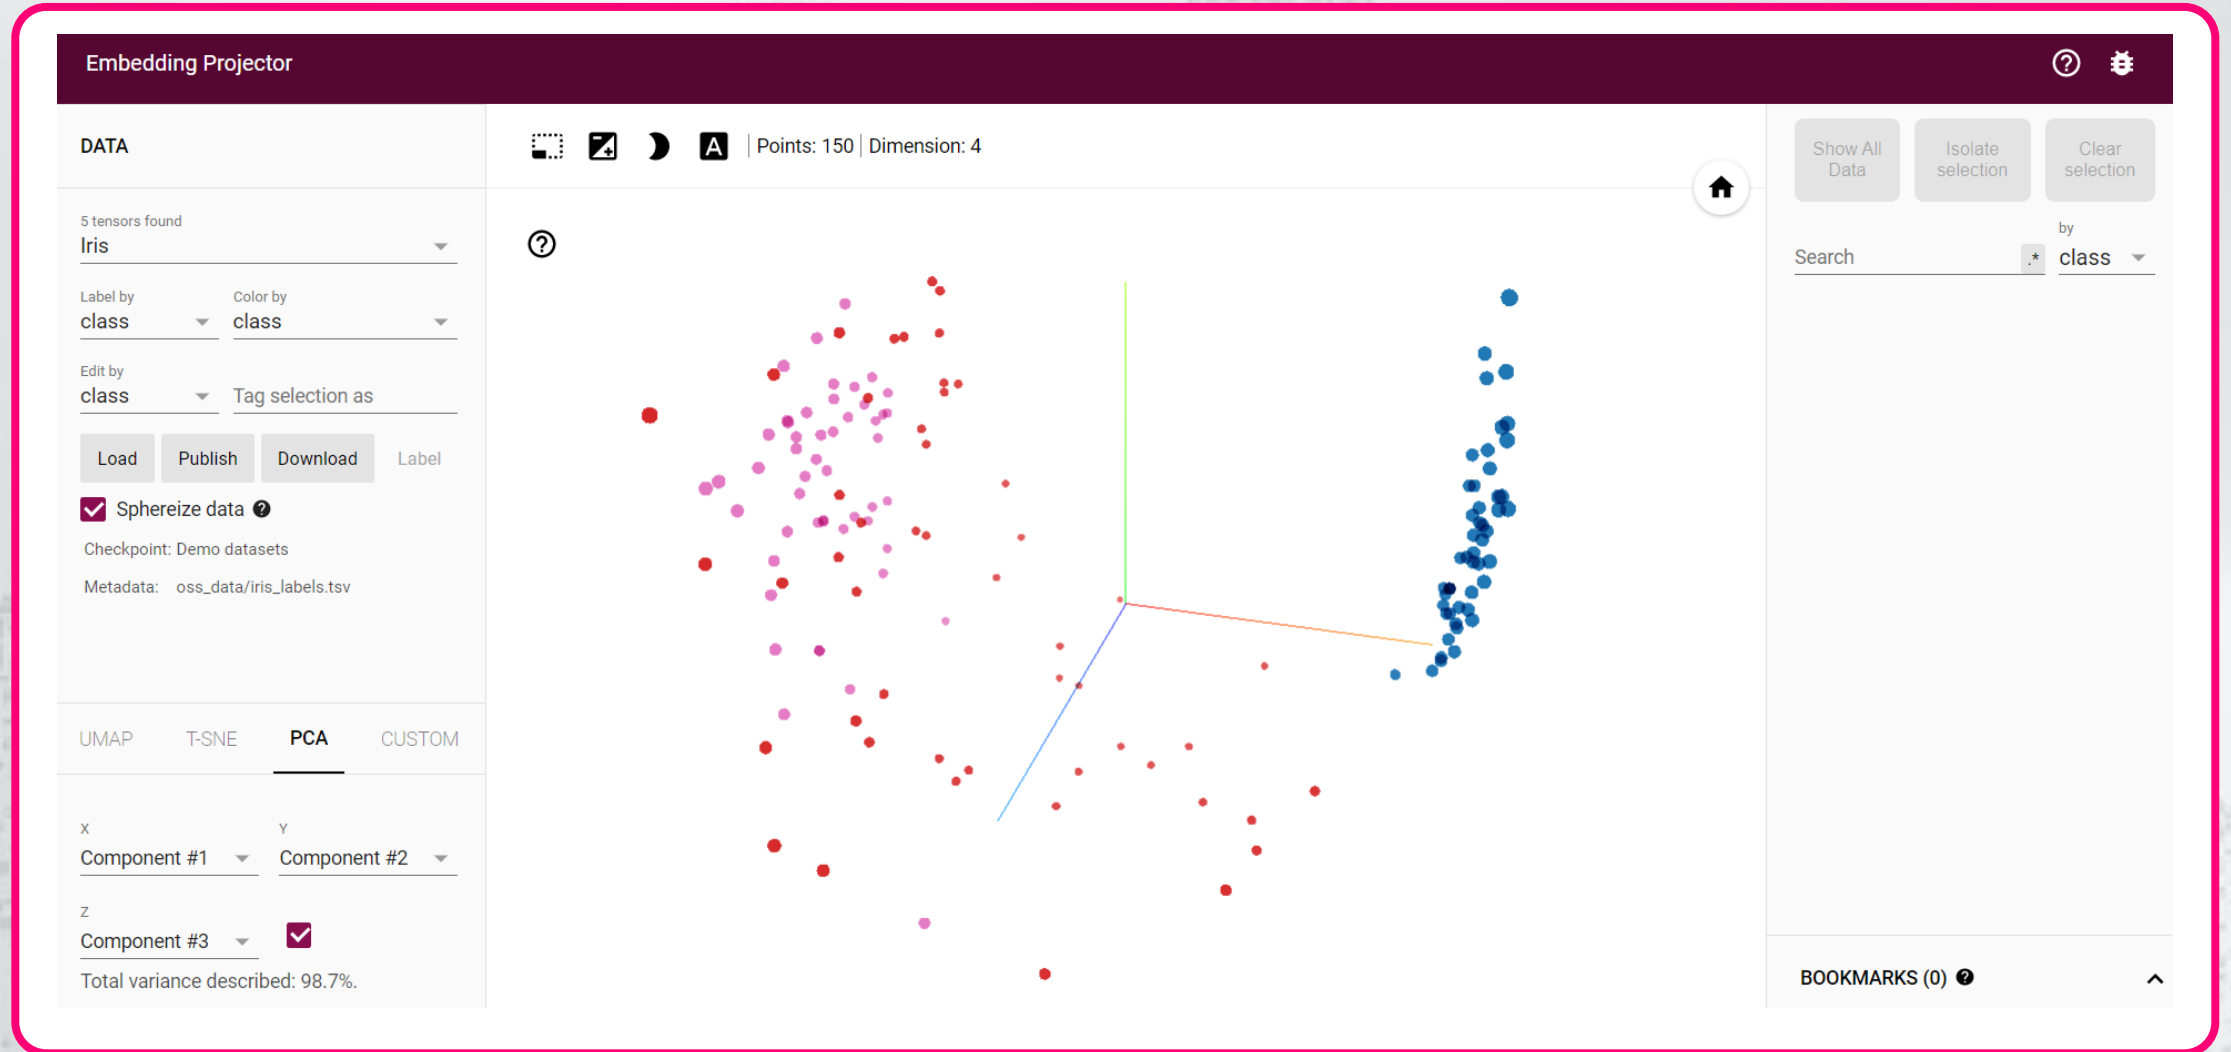 Embedding Projector
DATA
Points: 150 | Dimension: 4
5 tensors found
Iris
Label by
Color by
class
class
Edit by
class
Tag selection as
Load
Publish
Download
Label
Sphereize data
Checkpoint: Demo datasets
Metadata: oss_data/iris_labels.tsv
UMAP
T-SNE
PCA
CUSTOM
X
Y
Component #1
Component #2
Z
Component #3
Total variance described: 98.7%.
Show All
Data
Isolate
selection
Clear
selection
by
Search
.*
class
BOOKMARKS (0)